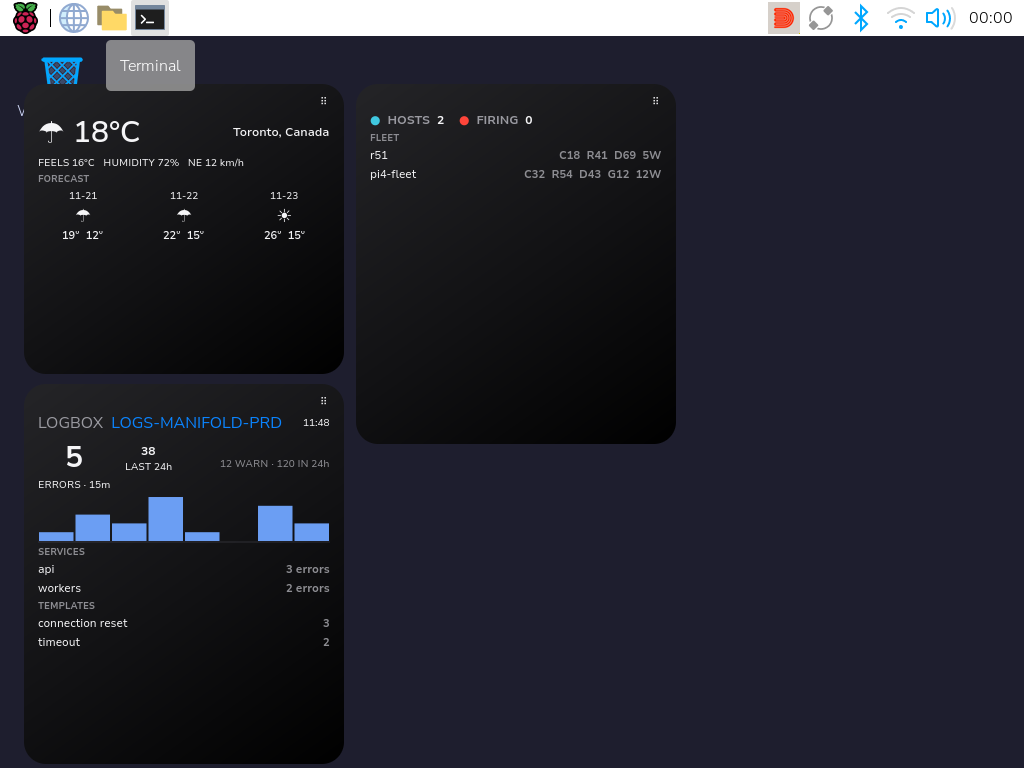 00:00
Terminal
18°C
Toronto, Canada
FEELS 16°C HUMIDITY 72% NE 12 km/h
FORECAST
11-21 11-22 11-23
19° 12° 22° 15° 26° 15°
HOSTS 2 FIRING 0
FLEET
r51 C18 R41 D69 5W
pi4-fleet C32 R54 D43 G12 12W
LOGBOX LOGS-MANIFOLD-PRD 11:48
5
38
LAST 24h
12 WARN · 120 IN 24h
ERRORS · 15m
SERVICES
api 3 errors
workers 2 errors
TEMPLATES
connection reset 3
timeout 2